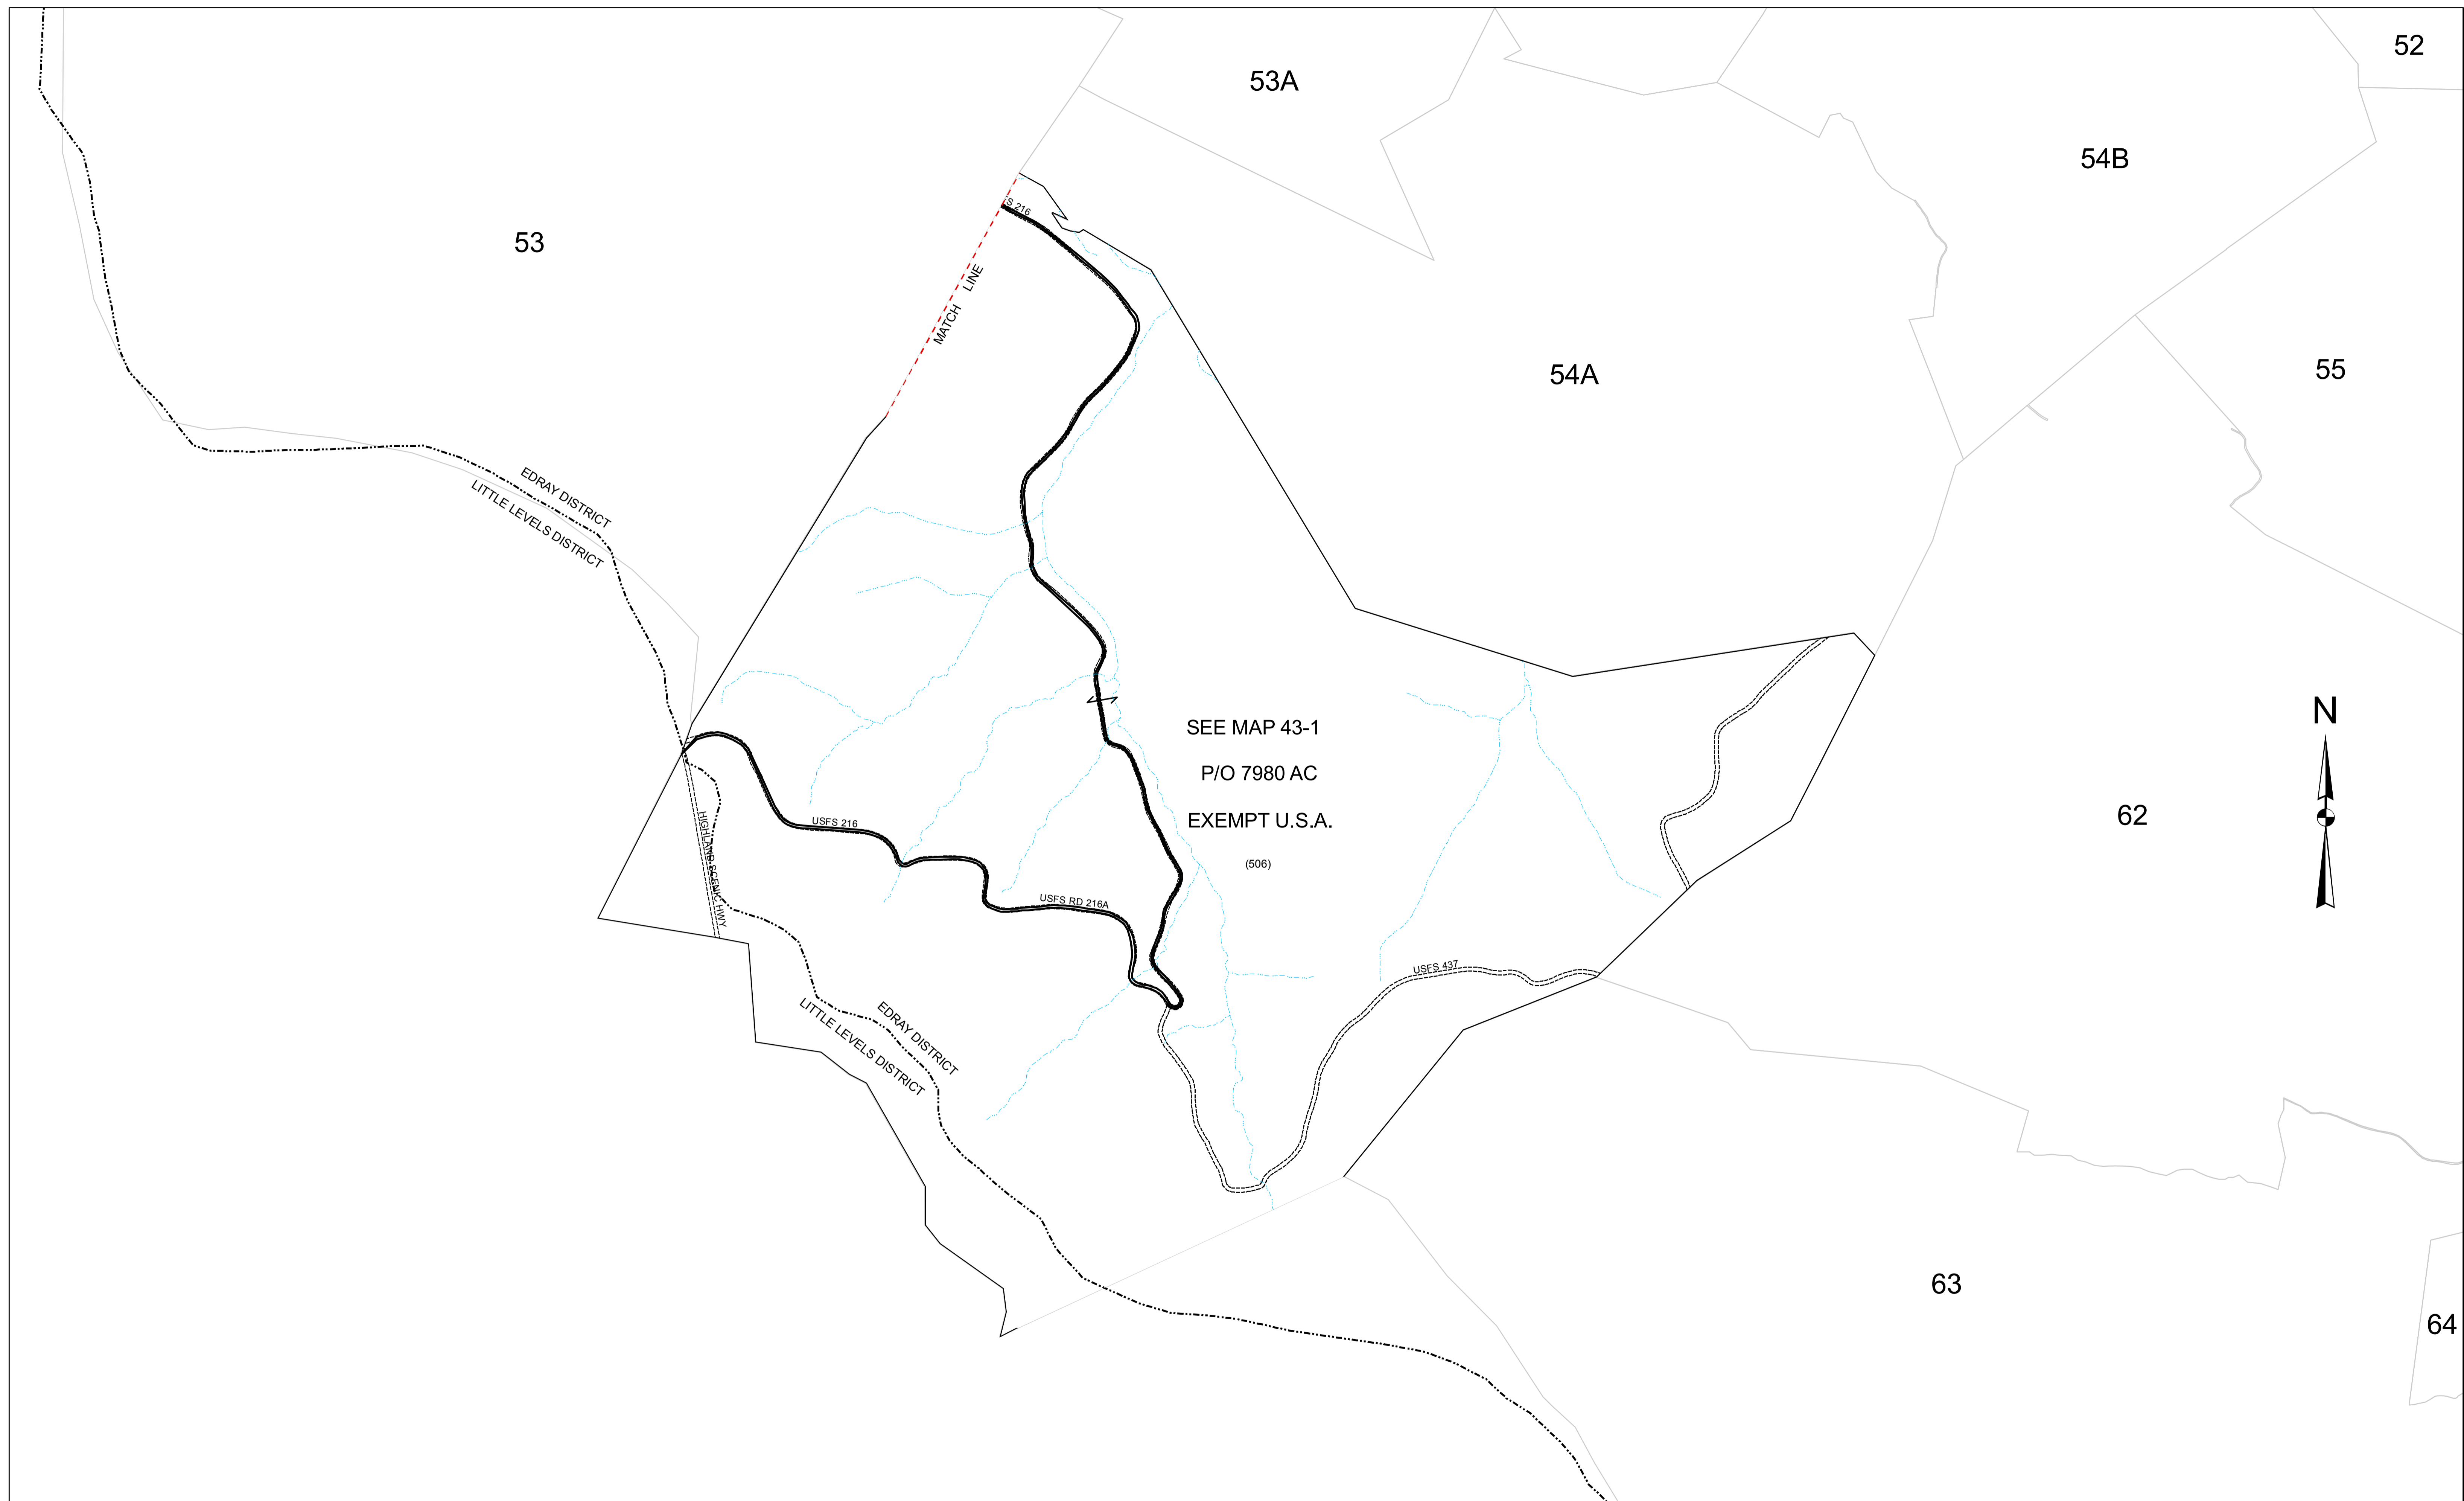 52
53A
54B
S 216
53
MATCH LINE
55
54A
EDRAY DISTRICT
LITTLE LEVELS DISTRICT
N
SEE MAP 43-1
P/O 7980 AC
EXEMPT U.S.A.
(506)
62
USFS 216
HIGHLAND SCENIC HWY
USFS RD 216A
USFS 437
EDRAY DISTRICT
LITTLE LEVELS DISTRICT
63
64